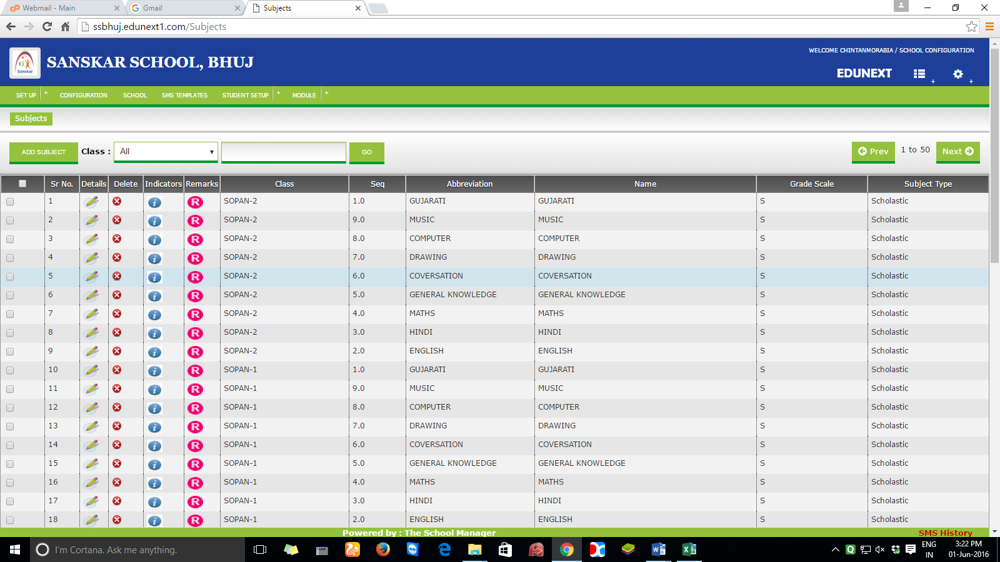 Webmail - Main Gmail Subjects
ssbhuj.edunext1.com/Subjects
WELCOME CHINTANMORABIA / SCHOOL CONFIGURATION
Sanskar SANSKAR SCHOOL, BHUJ
EDUNEXT + +
SET UP + CONFIGURATION SCHOOL SMS TEMPLATES STUDENT SETUP + MODULE +
Subjects
ADD SUBJECT Class : All GO Prev 1 to 50 Next
Sr No. Details Delete Indicators Remarks Class Seq Abbreviation Name Grade Scale Subject Type
1 i R SOPAN-2 1.0 GUJARATI GUJARATI S Scholastic
2 i R SOPAN-2 9.0 MUSIC MUSIC S Scholastic
3 i R SOPAN-2 8.0 COMPUTER COMPUTER S Scholastic
4 i R SOPAN-2 7.0 DRAWING DRAWING S Scholastic
5 i R SOPAN-2 6.0 COVERSATION COVERSATION S Scholastic
6 i R SOPAN-2 5.0 GENERAL KNOWLEDGE GENERAL KNOWLEDGE S Scholastic
7 i R SOPAN-2 4.0 MATHS MATHS S Scholastic
8 i R SOPAN-2 3.0 HINDI HINDI S Scholastic
9 i R SOPAN-2 2.0 ENGLISH ENGLISH S Scholastic
10 i R SOPAN-1 1.0 GUJARATI GUJARATI S Scholastic
11 i R SOPAN-1 9.0 MUSIC MUSIC S Scholastic
12 i R SOPAN-1 8.0 COMPUTER COMPUTER S Scholastic
13 i R SOPAN-1 7.0 DRAWING DRAWING S Scholastic
14 i R SOPAN-1 6.0 COVERSATION COVERSATION S Scholastic
15 i R SOPAN-1 5.0 GENERAL KNOWLEDGE GENERAL KNOWLEDGE S Scholastic
16 i R SOPAN-1 4.0 MATHS MATHS S Scholastic
17 i R SOPAN-1 3.0 HINDI HINDI S Scholastic
18 i R SOPAN-1 2.0 ENGLISH ENGLISH S Scholastic
Powered by : The School Manager SMS History
I'm Cortana. Ask me anything. ENG 3:22 PM
IN 01-Jun-2016